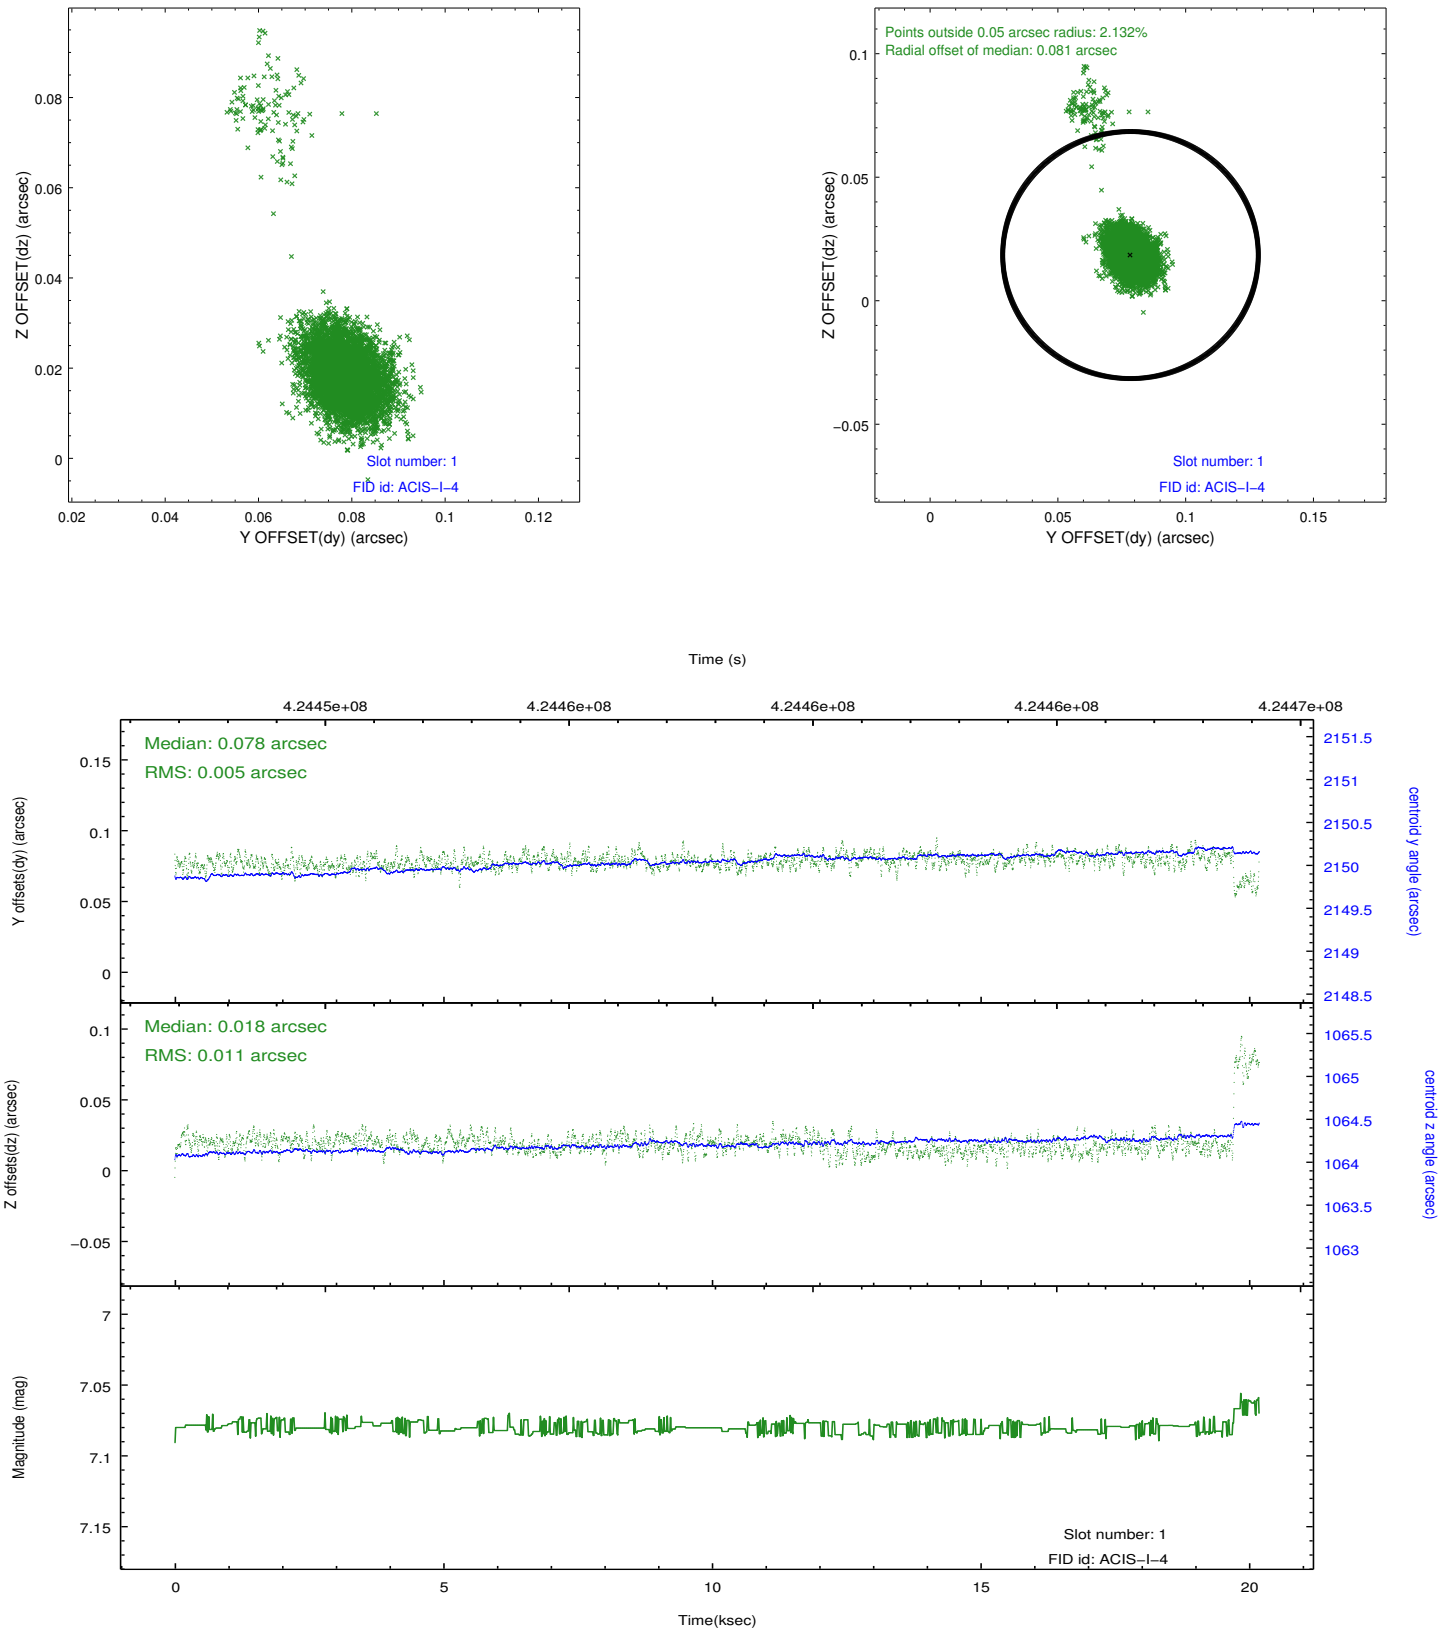 0.08
0.06
0.04
0.02
0
Z OFFSET(dz) (arcsec)
Slot number: 1
FID id: ACIS−I−4
0.02 0.04 0.06 0.08 0.1 0.12
Y OFFSET(dy) (arcsec)
Points outside 0.05 arcsec radius: 2.132%
Radial offset of median: 0.081 arcsec
0.1
0.05
0
−0.05
Z OFFSET(dz) (arcsec)
Slot number: 1
FID id: ACIS−I−4
0 0.05 0.1 0.15
Y OFFSET(dy) (arcsec)
Time (s)
4.2445e+08 4.2446e+08 4.2446e+08 4.2446e+08 4.2447e+08
Median: 0.078 arcsec
RMS: 0.005 arcsec
0.15
0.1
0.05
0
Y offsets(dy) (arcsec)
2151.5
2151
2150.5
2150
2149.5
2149
2148.5
centroid y angle (arcsec)
Median: 0.018 arcsec
RMS: 0.011 arcsec
0.1
0.05
0
−0.05
Z offsets(dz) (arcsec)
1065.5
1065
1064.5
1064
1063.5
1063
centroid z angle (arcsec)
7
7.05
7.1
7.15
Magnitude (mag)
Slot number: 1
FID id: ACIS−I−4
0 5 10 15 20
Time(ksec)